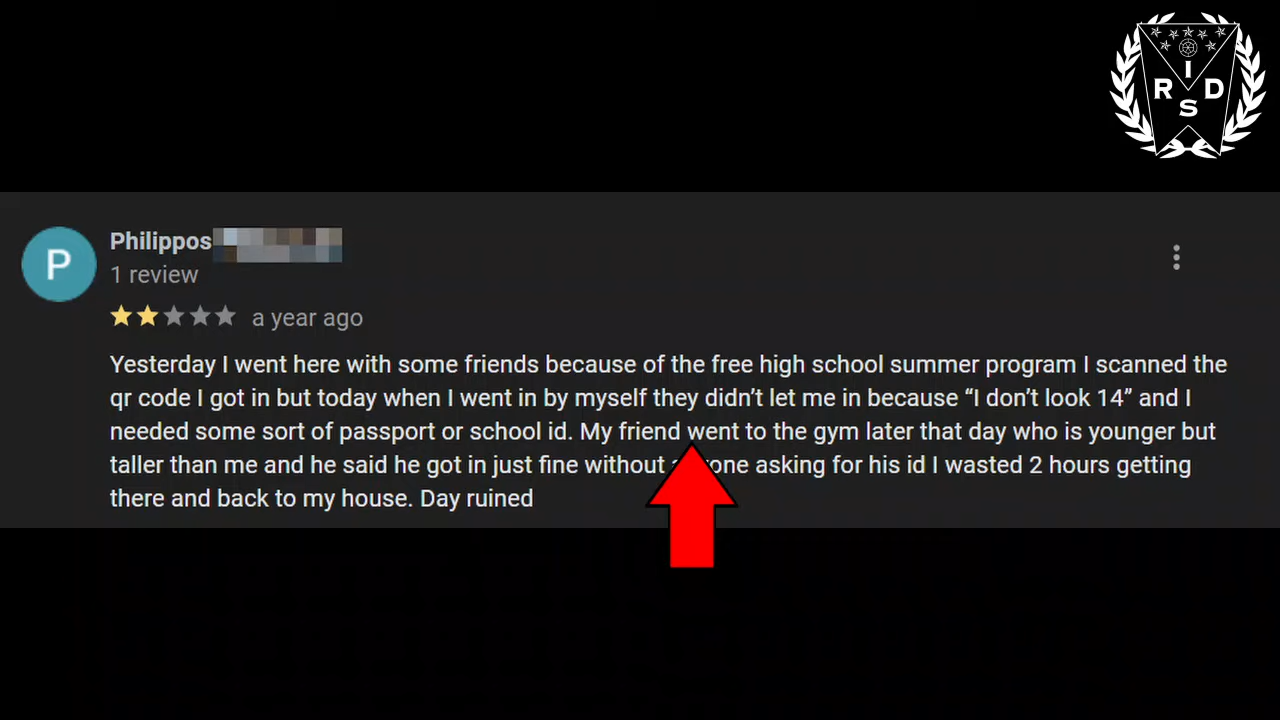 I
R D
S
P
Philippos
1 review
a year ago
Yesterday I went here with some friends because of the free high school summer program I scanned the
qr code I got in but today when I went in by myself they didn’t let me in because “I don’t look 14” and I
needed some sort of passport or school id. My friend went to the gym later that day who is younger but
taller than me and he said he got in just fine without one asking for his id I wasted 2 hours getting
there and back to my house. Day ruined